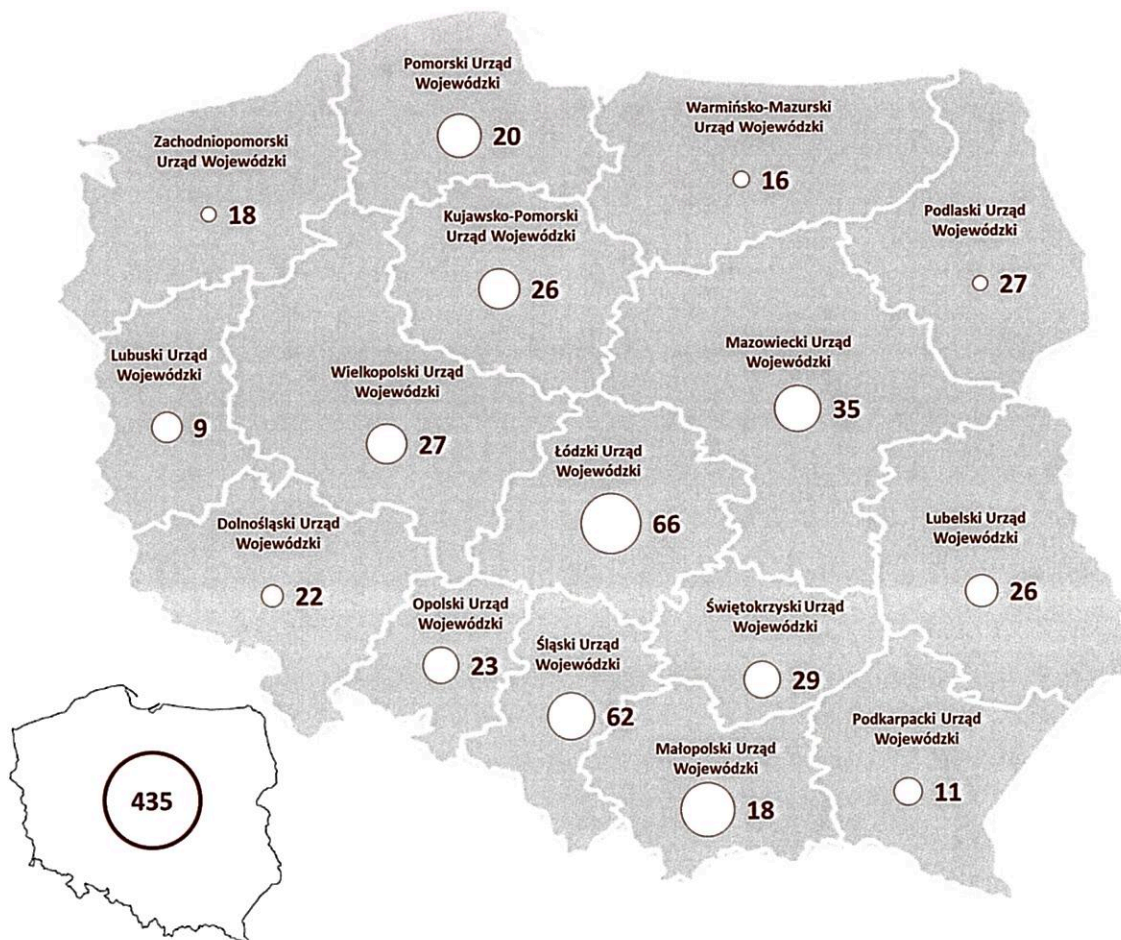 Pomorski Urząd
Wojewódzki
20
Warmińsko-Mazurski
Urząd Wojewódzki
16
Zachodniopomorski
Urząd Wojewódzki
18
Kujawsko-Pomorski
Urząd Wojewódzki
26
Podlaski Urząd
Wojewódzki
27
Lubuski Urząd
Wojewódzki
9
Wielkopolski Urząd
Wojewódzki
27
Mazowiecki Urząd
Wojewódzki
35
Łódzki Urząd
Wojewódzki
66
Dolnośląski Urząd
Wojewódzki
22
Lubelski Urząd
Wojewódzki
26
Opolski Urząd
Wojewódzki
23
Śląski Urząd
Wojewódzki
62
Świętokrzyski Urząd
Wojewódzki
29
Małopolski Urząd
Wojewódzki
18
Podkarpacki Urząd
Wojewódzki
11
435